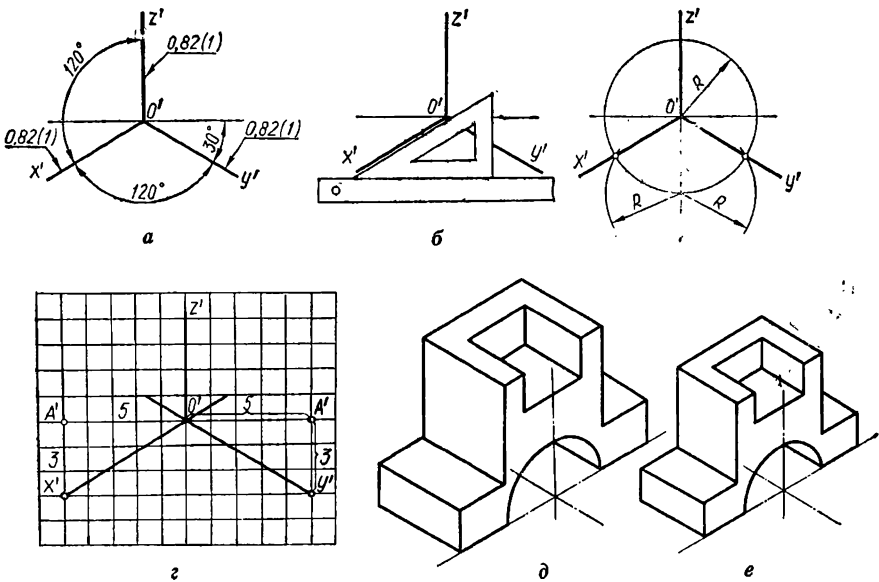 z'
120°
0,82(1)
O'
0,82(1)
30°
0,82(1)
x'
y'
120°
а
z'
O'
x'
y'
б
z'
R
O'
x'
y'
R
R
z'
A'
5
O'
5
A'
3
3
x'
y'
г
д
е